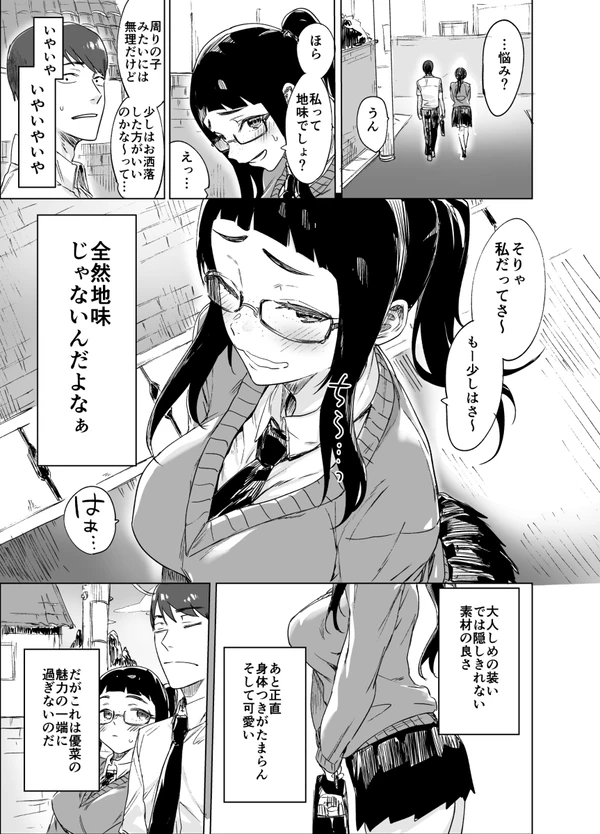 …悩み？
うん
ほら
私って
地味でしょ？
えっ…
周りの子
みたいには
無理だけど
少しはお洒落
した方がいい
のかな～って…
いやいや
いやいやいや
そりゃ
私だってさ～
もー少しはさ～
ちら…っ
全然地味
じゃないんだよなぁ
はぁ…
大人しめの装い
では隠しきれない
素材の良さ
あと正直
身体つきがたまらん
そして可愛い
だがこれは優菜の
魅力の一端に
過ぎないのだ